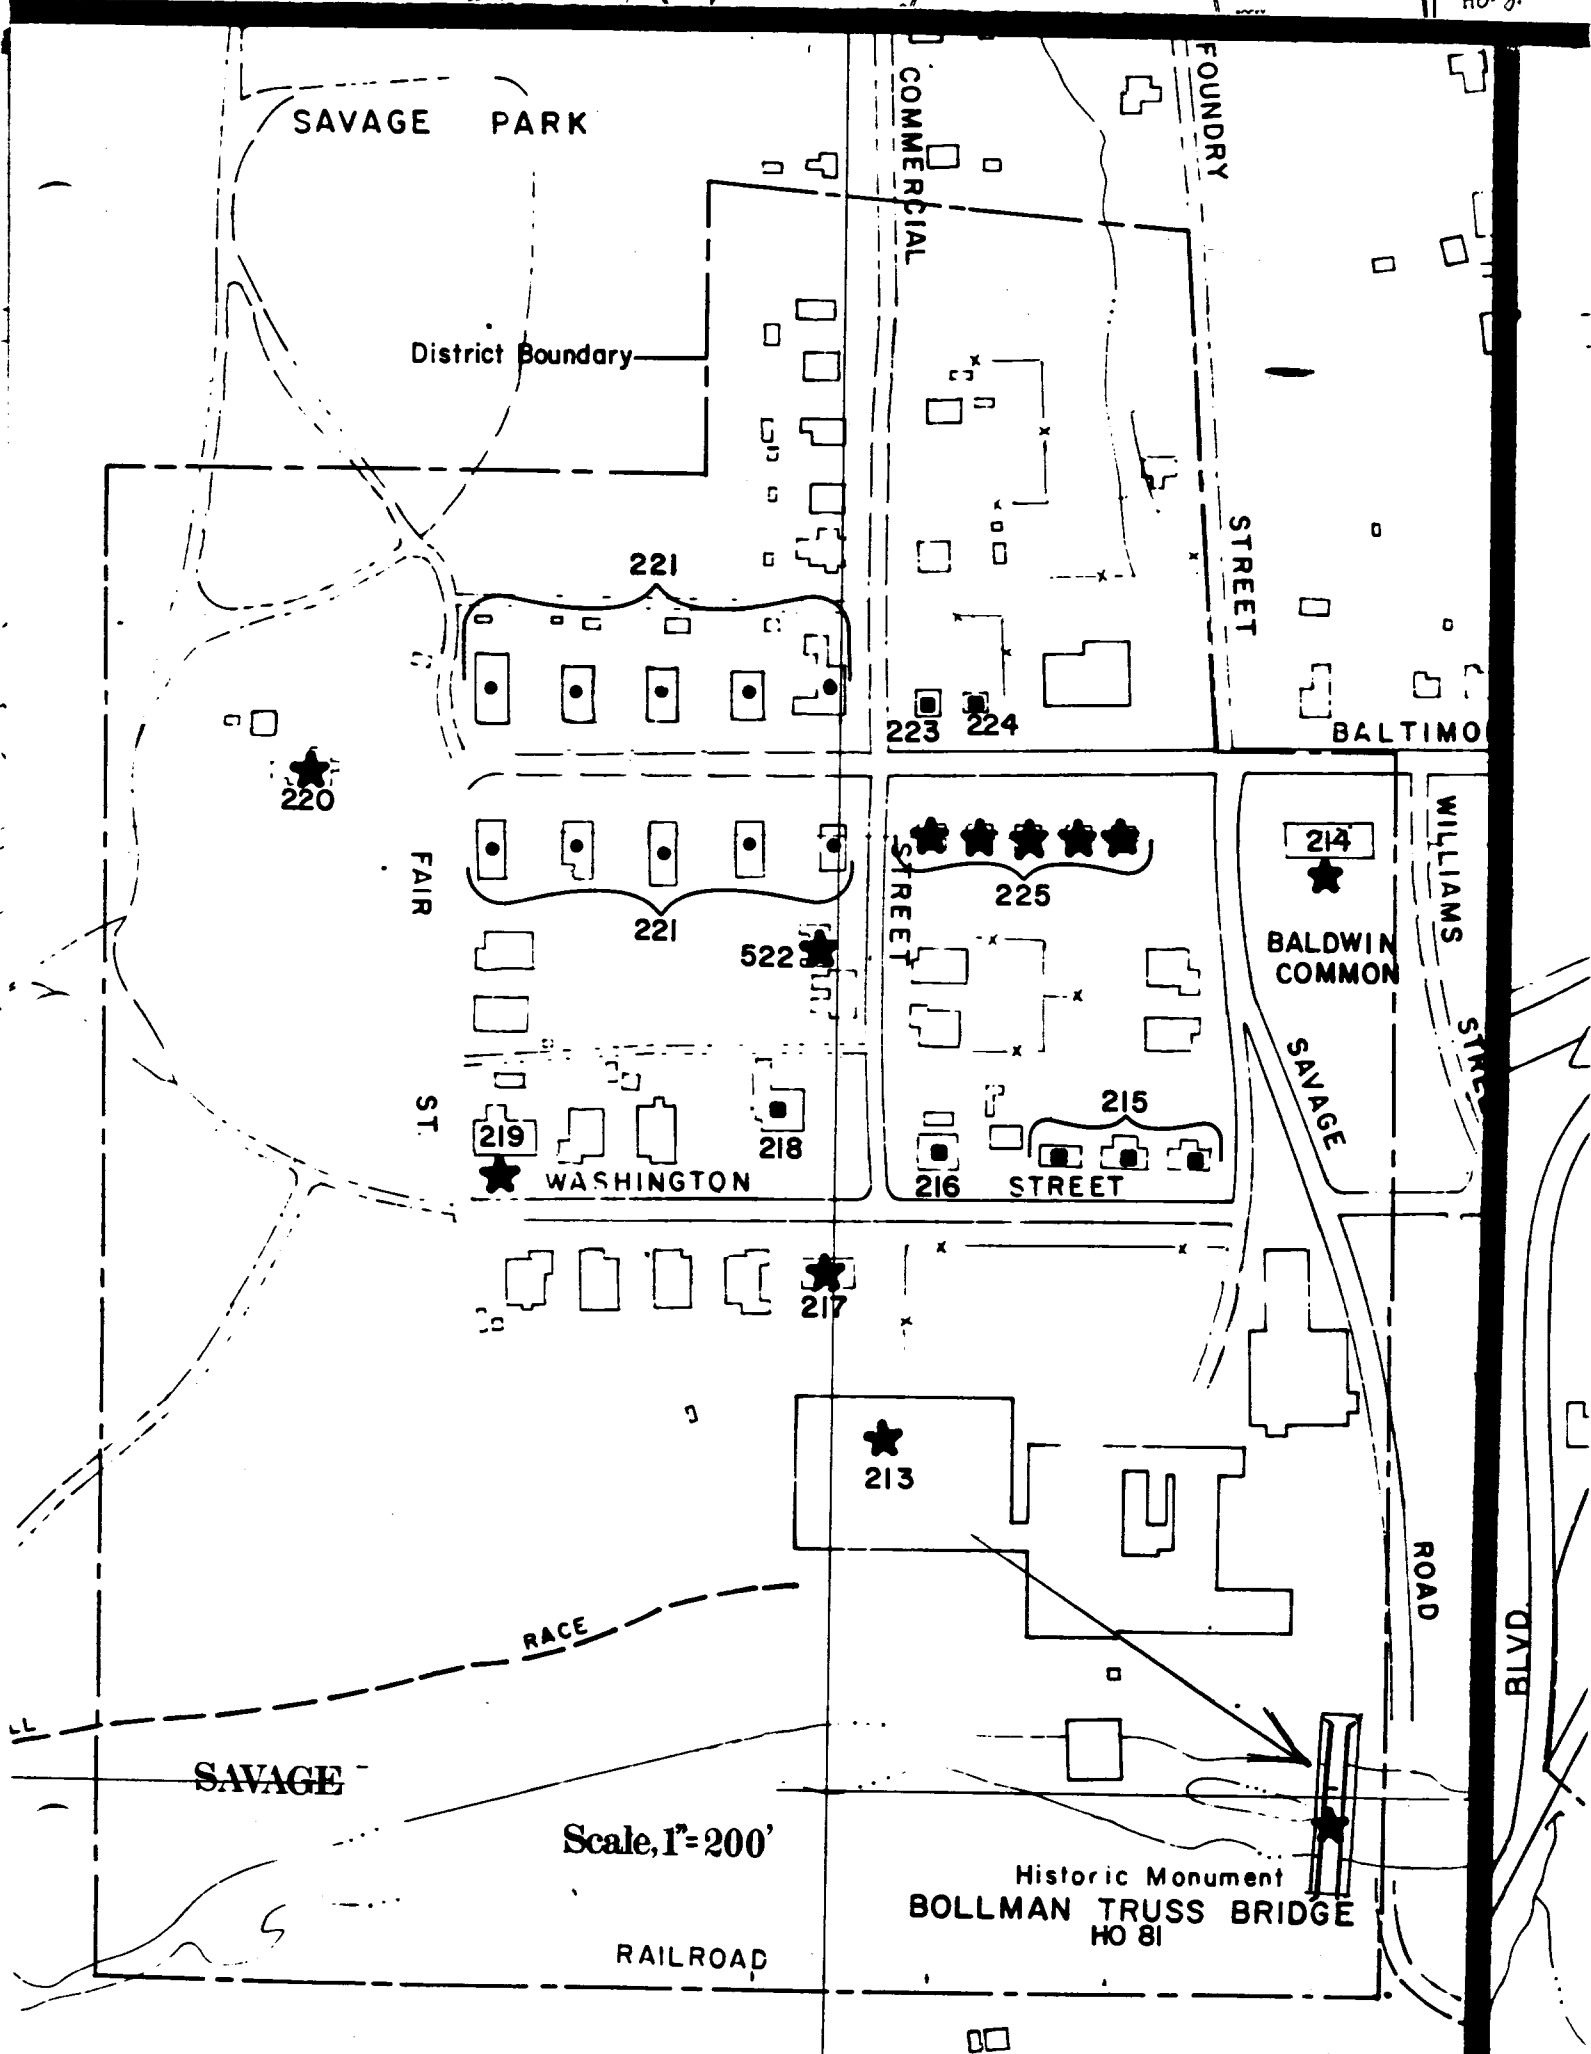 HO-
SAVAGE PARK
COMMERCIAL
FOUNDRY
District Boundary
221
STREET
223
224
BALTIMO
220
FAIR
221
522
STREET
225
214
WILLIAMS
BALDWIN
COMMON
STRE
SAVAGE
ST.
219
218
215
WASHINGTON
216
STREET
217
213
ROAD
RACE
BLVD.
LL
SAVAGE
Scale, 1"=200'
Historic Monument
BOLLMAN TRUSS BRIDGE
HO 81
RAILROAD